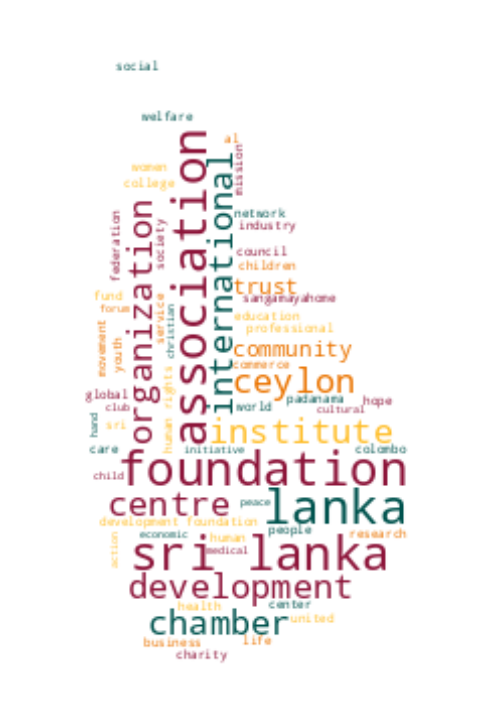 social
welfare
al
association
mission
women
international
college
organization
network
federation
society
industry
council
children
trust
fund
sangamayahome
forum
service
christian
education
professional
movement
youth
community
commerce
human rights
ceylon
global
padanama
hope
club
world
cultural
hand
sri
institute
care
initiative
colombo
foundation
child
centre
peace
lanka
development foundation
people
economic
human
research
action
sri lanka
medical
development
health
center
chamber
united
business
life
charity